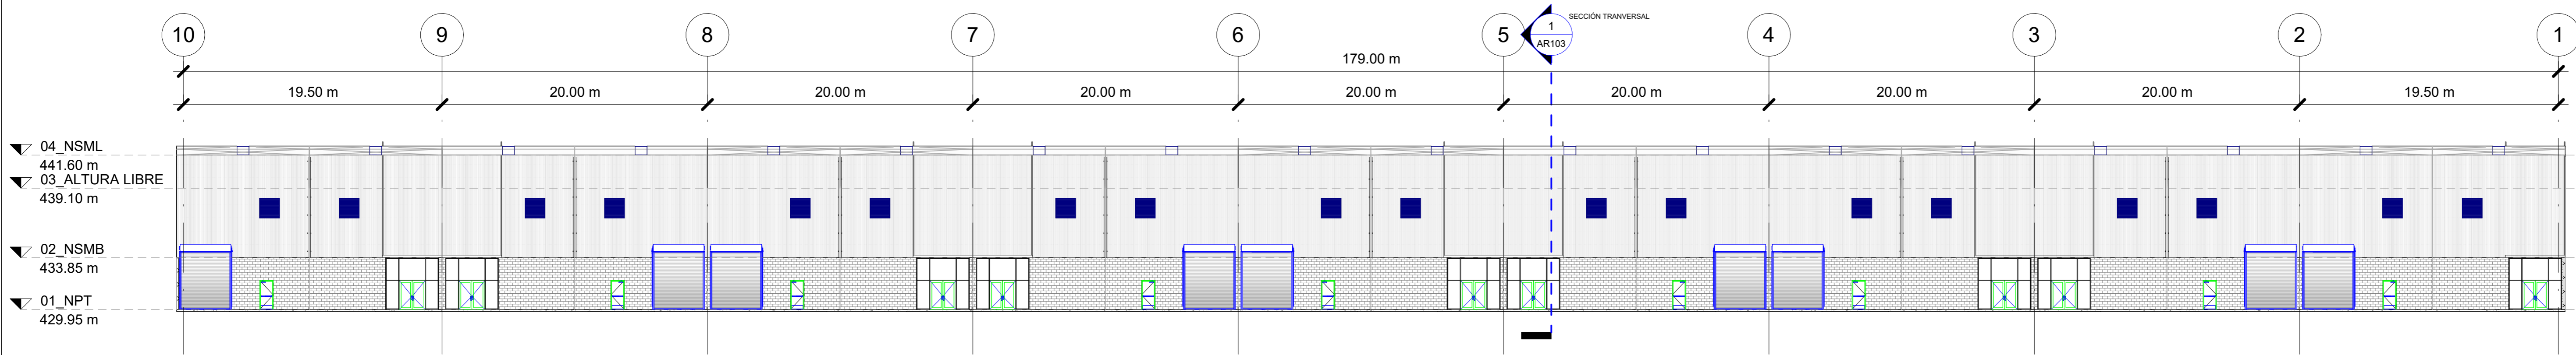 SECCIÓN TRANVERSAL
10
9
8
7
6
5
1
AR103
4
3
2
1
179.00 m
19.50 m
20.00 m
20.00 m
20.00 m
20.00 m
20.00 m
20.00 m
20.00 m
19.50 m
04_NSML
441.60 m
03_ALTURA LIBRE
439.10 m
02_NSMB
433.85 m
01_NPT
429.95 m